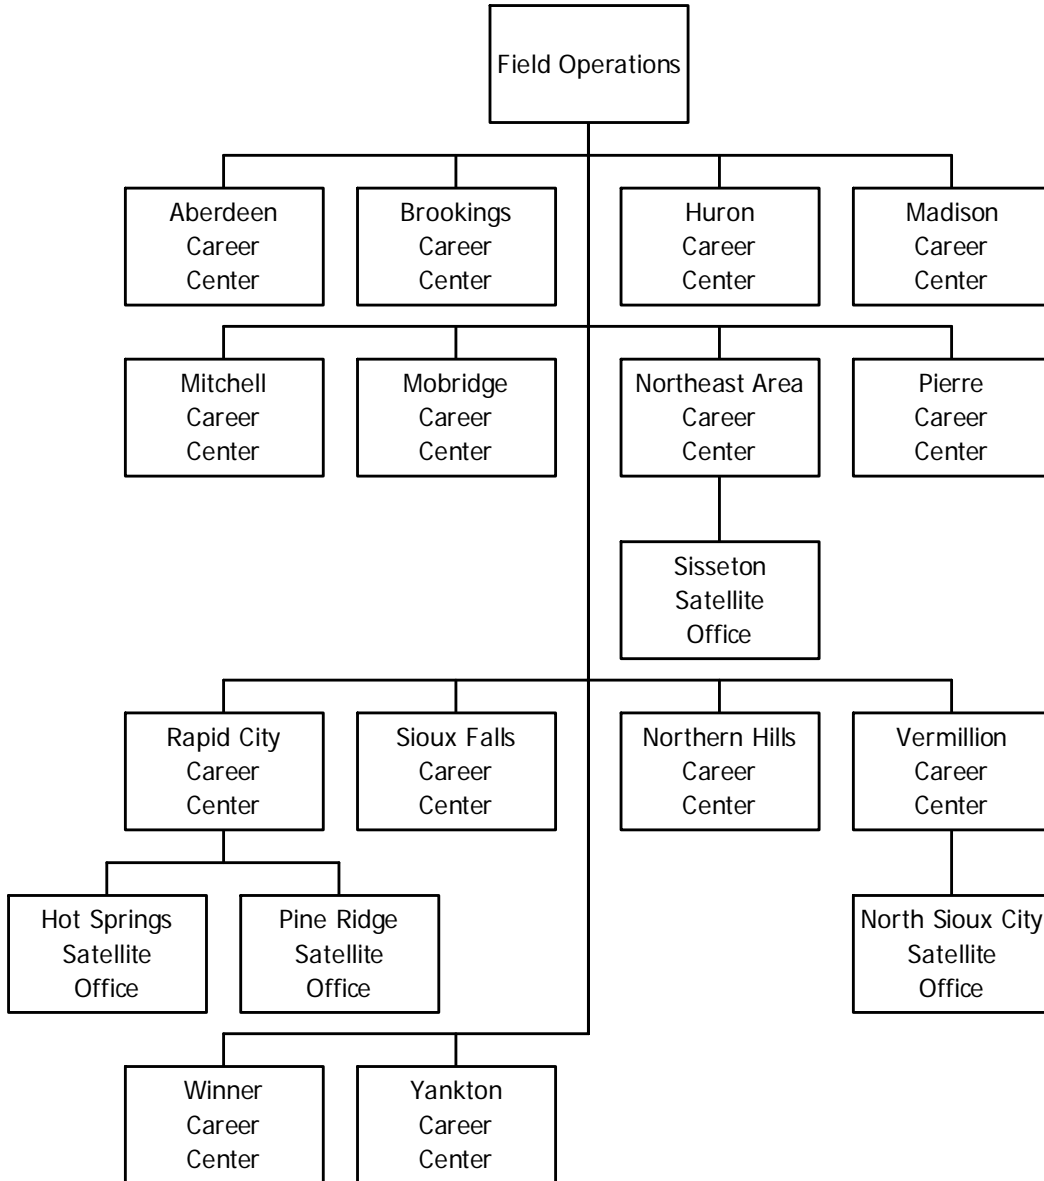 Field Operations
Aberdeen
Career
Center
Brookings
Career
Center
Huron
Career
Center
Madison
Career
Center
Mitchell
Career
Center
Mobridge
Career
Center
Northeast Area
Career
Center
Pierre
Career
Center
Sisseton
Satellite
Office
Rapid City
Career
Center
Sioux Falls
Career
Center
Northern Hills
Career
Center
Vermillion
Career
Center
Hot Springs
Satellite
Office
Pine Ridge
Satellite
Office
North Sioux City
Satellite
Office
Winner
Career
Center
Yankton
Career
Center